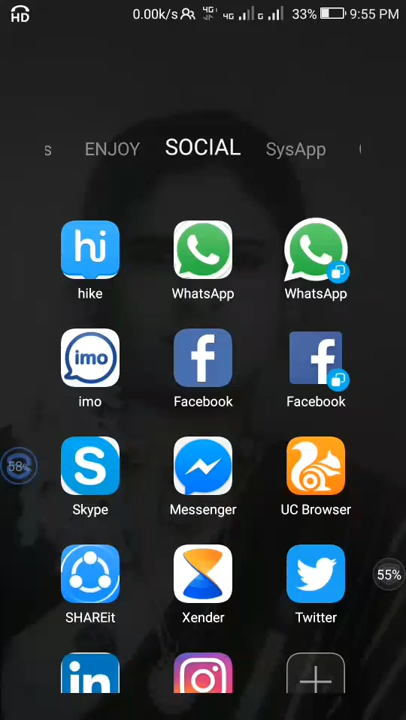 HD 0.00k/s 4G 4G G 33% 9:55 PM
s ENJOY SOCIAL SysApp
hi
hike WhatsApp WhatsApp
imo f f
imo Facebook Facebook
58%
S
Skype Messenger UC Browser
55%
SHAREit Xender Twitter
in